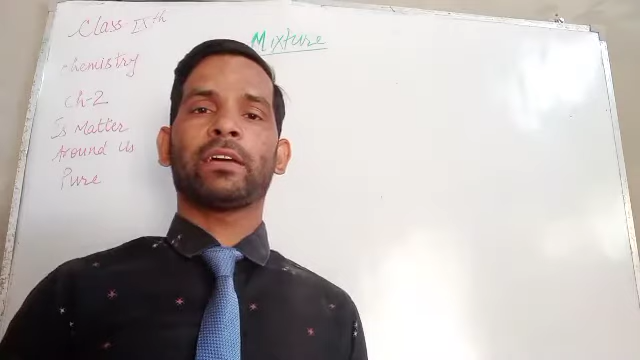 Class IXth
Mixture
Chemistry
Ch-2
Is Matter
Around Us
Pure